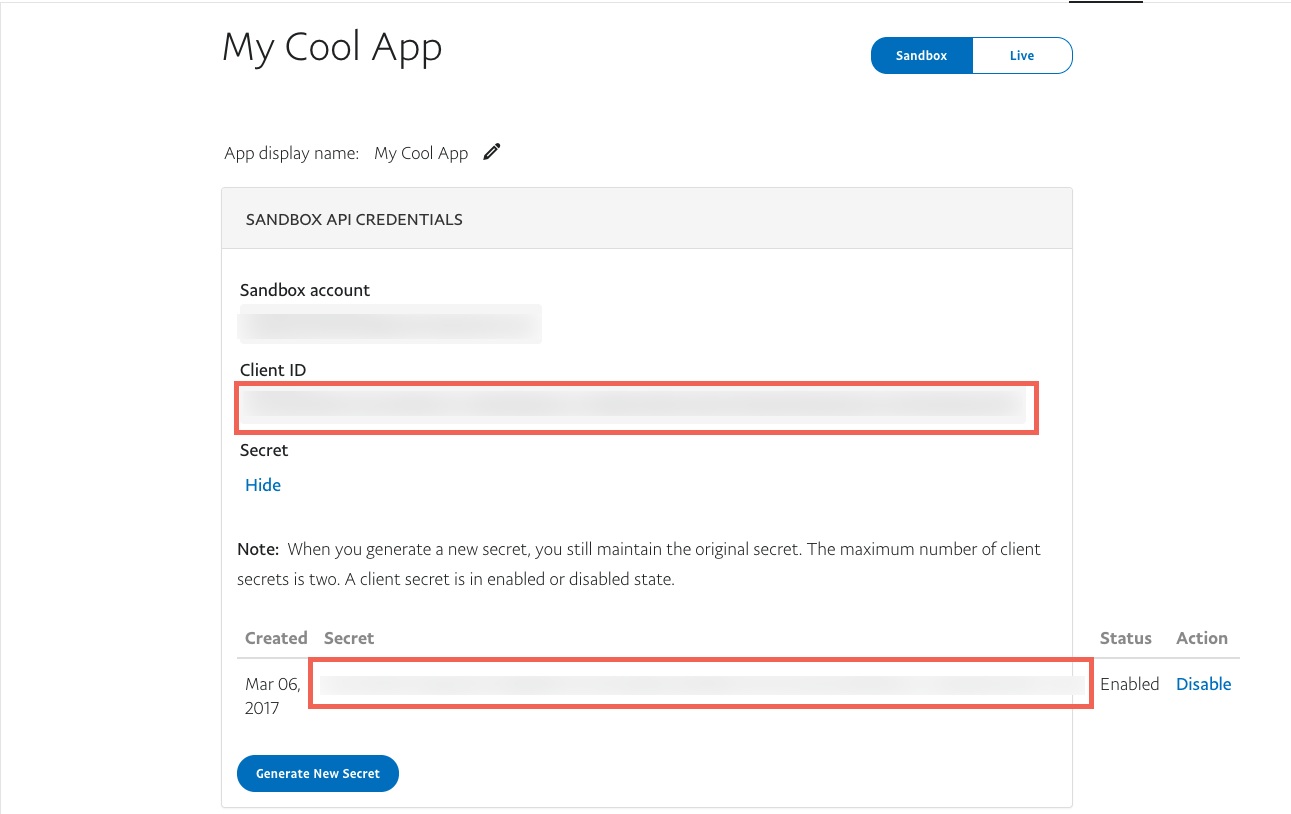 My Cool App
Sandbox
Live
App display name: My Cool App
SANDBOX API CREDENTIALS
Sandbox account
Client ID
Secret
Hide
Note: When you generate a new secret, you still maintain the original secret. The maximum number of client
secrets is two. A client secret is in enabled or disabled state.
Created Secret Status Action
Mar 06, Enabled Disable
2017
Generate New Secret